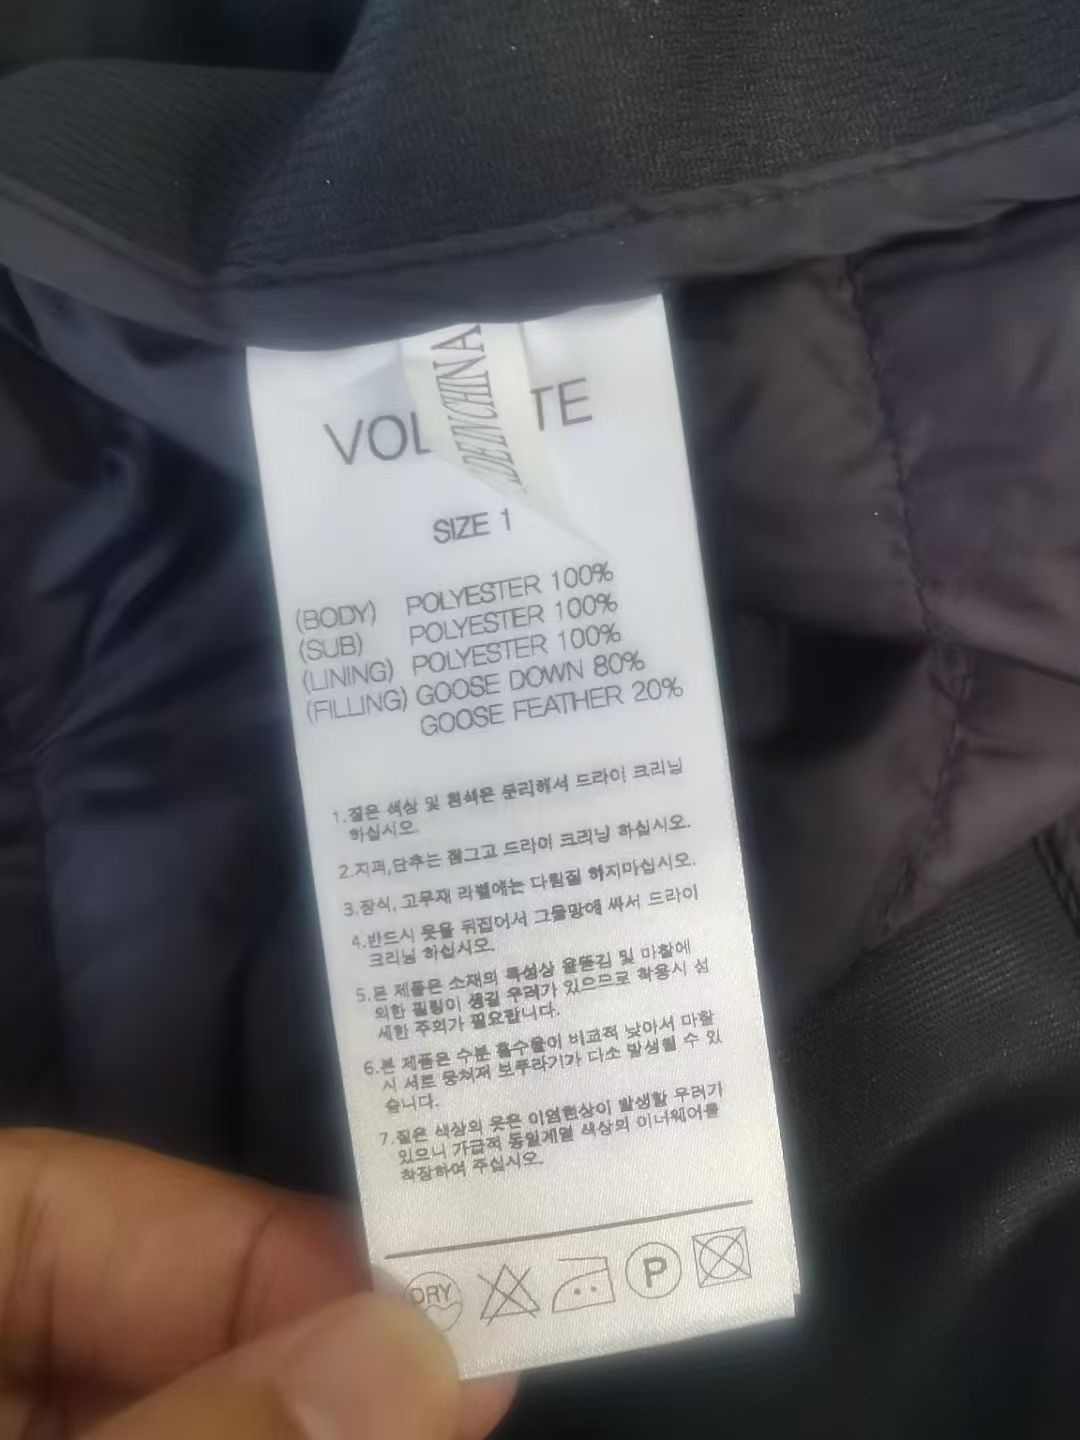 VOL TE
DEINCHINA
SIZE 1
(BODY) POLYESTER 100%
(SUB) POLYESTER 100%
(LINING) POLYESTER 100%
(FILLING) GOOSE DOWN 80%
GOOSE FEATHER 20%
1.짙은 색상 및 흰색은 분리해서 드라이 크리닝
하십시오.
2.지퍼,단추는 잠그고 드라이 크리닝 하십시오.
3.장식, 고무재 라벨에는 다림질 하지마십시오.
4.반드시 옷을 뒤집어서 그물망에 싸서 드라이
크리닝 하십시오.
5.본 제품은 소재의 특성상 올뜯김 및 마찰에
의한 필링이 생길 우려가 있으므로 착용시 섬
세한 주의가 필요합니다.
6.본 제품은 수분 흡수율이 비교적 낮아서 마찰
시 서로 뭉쳐져 보푸라기가 다소 발생될 수 있
습니다.
7.짙은 색상의 옷은 이염현상이 발생할 우려가
있으니 가급적 동일계열 색상의 이너웨어를
착장하여 주십시오.
DRY P